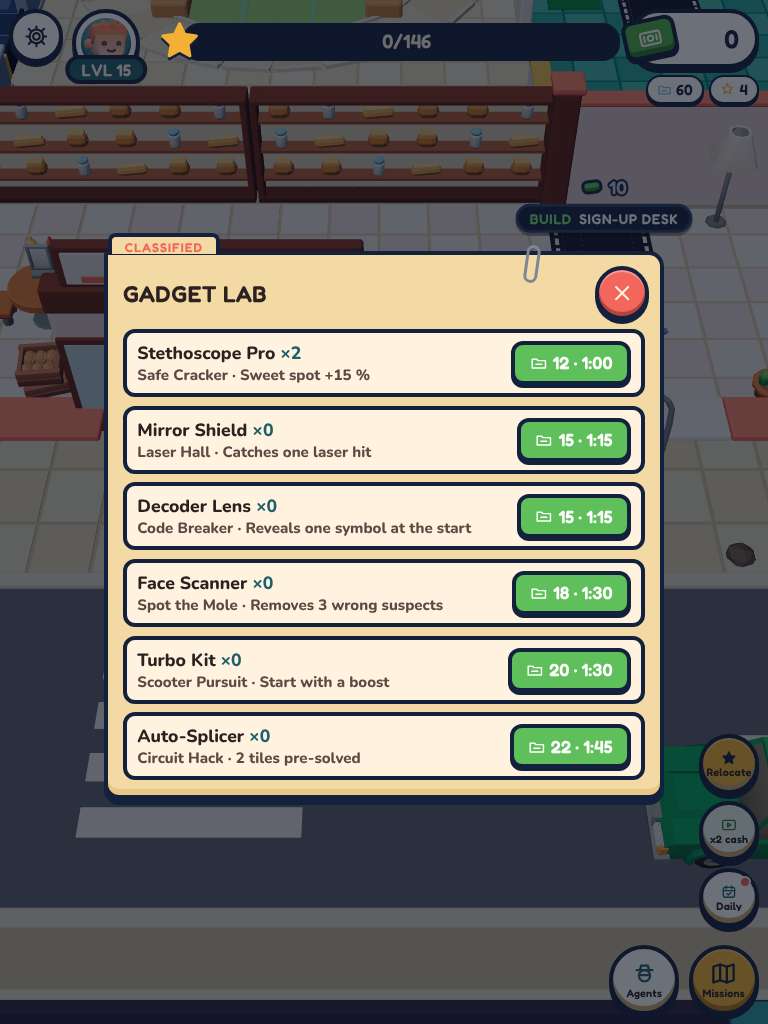 0/146
0
LVL 15
60
4
10
BUILD SIGN-UP DESK
CLASSIFIED
GADGET LAB
Stethoscope Pro ×2
Safe Cracker · Sweet spot +15 %
12 · 1:00
Mirror Shield ×0
Laser Hall · Catches one laser hit
15 · 1:15
Decoder Lens ×0
Code Breaker · Reveals one symbol at the start
15 · 1:15
Face Scanner ×0
Spot the Mole · Removes 3 wrong suspects
18 · 1:30
Turbo Kit ×0
Scooter Pursuit · Start with a boost
20 · 1:30
Auto-Splicer ×0
Circuit Hack · 2 tiles pre-solved
22 · 1:45
Relocate
x2 cash
Daily
Agents
Missions